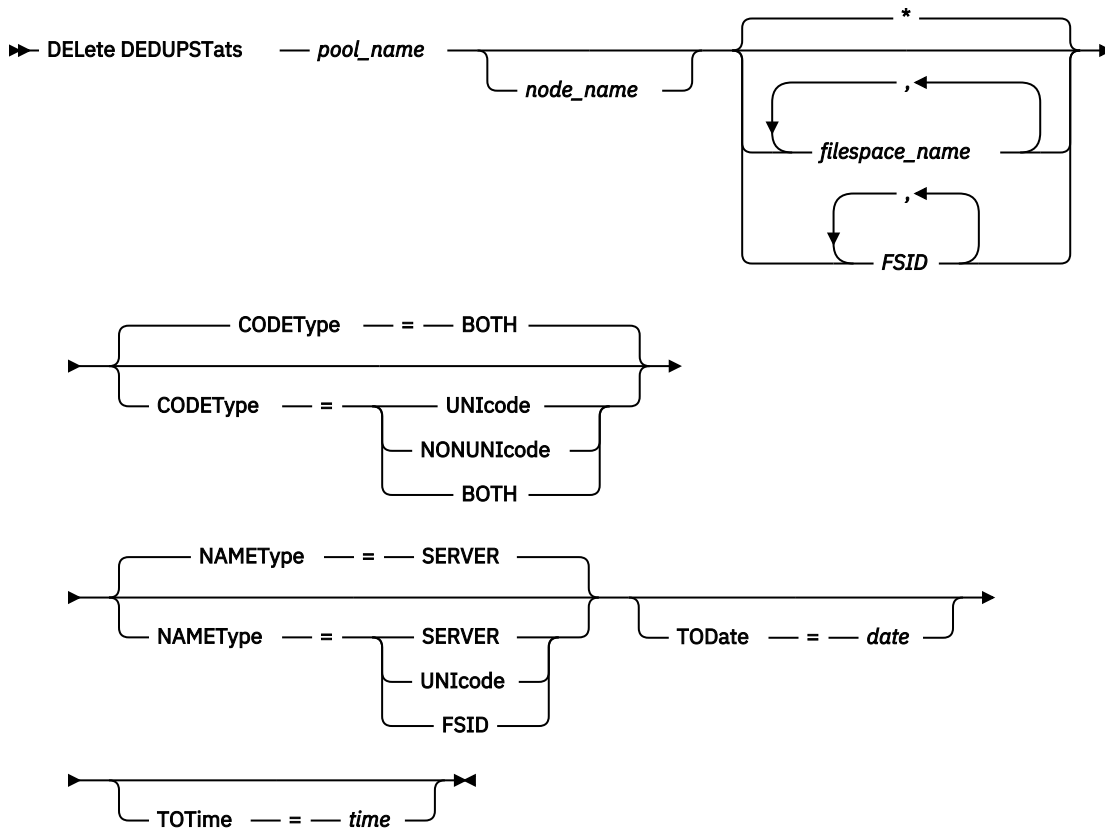 *
DELete DEDUPSTats pool_name
node_name
,
filespace_name
,
FSID
CODEType = BOTH
CODEType = UNIcode
NONUNIcode
BOTH
NAMEType = SERVER
NAMEType = SERVER
TODate = date
UNIcode
FSID
TOTime = time